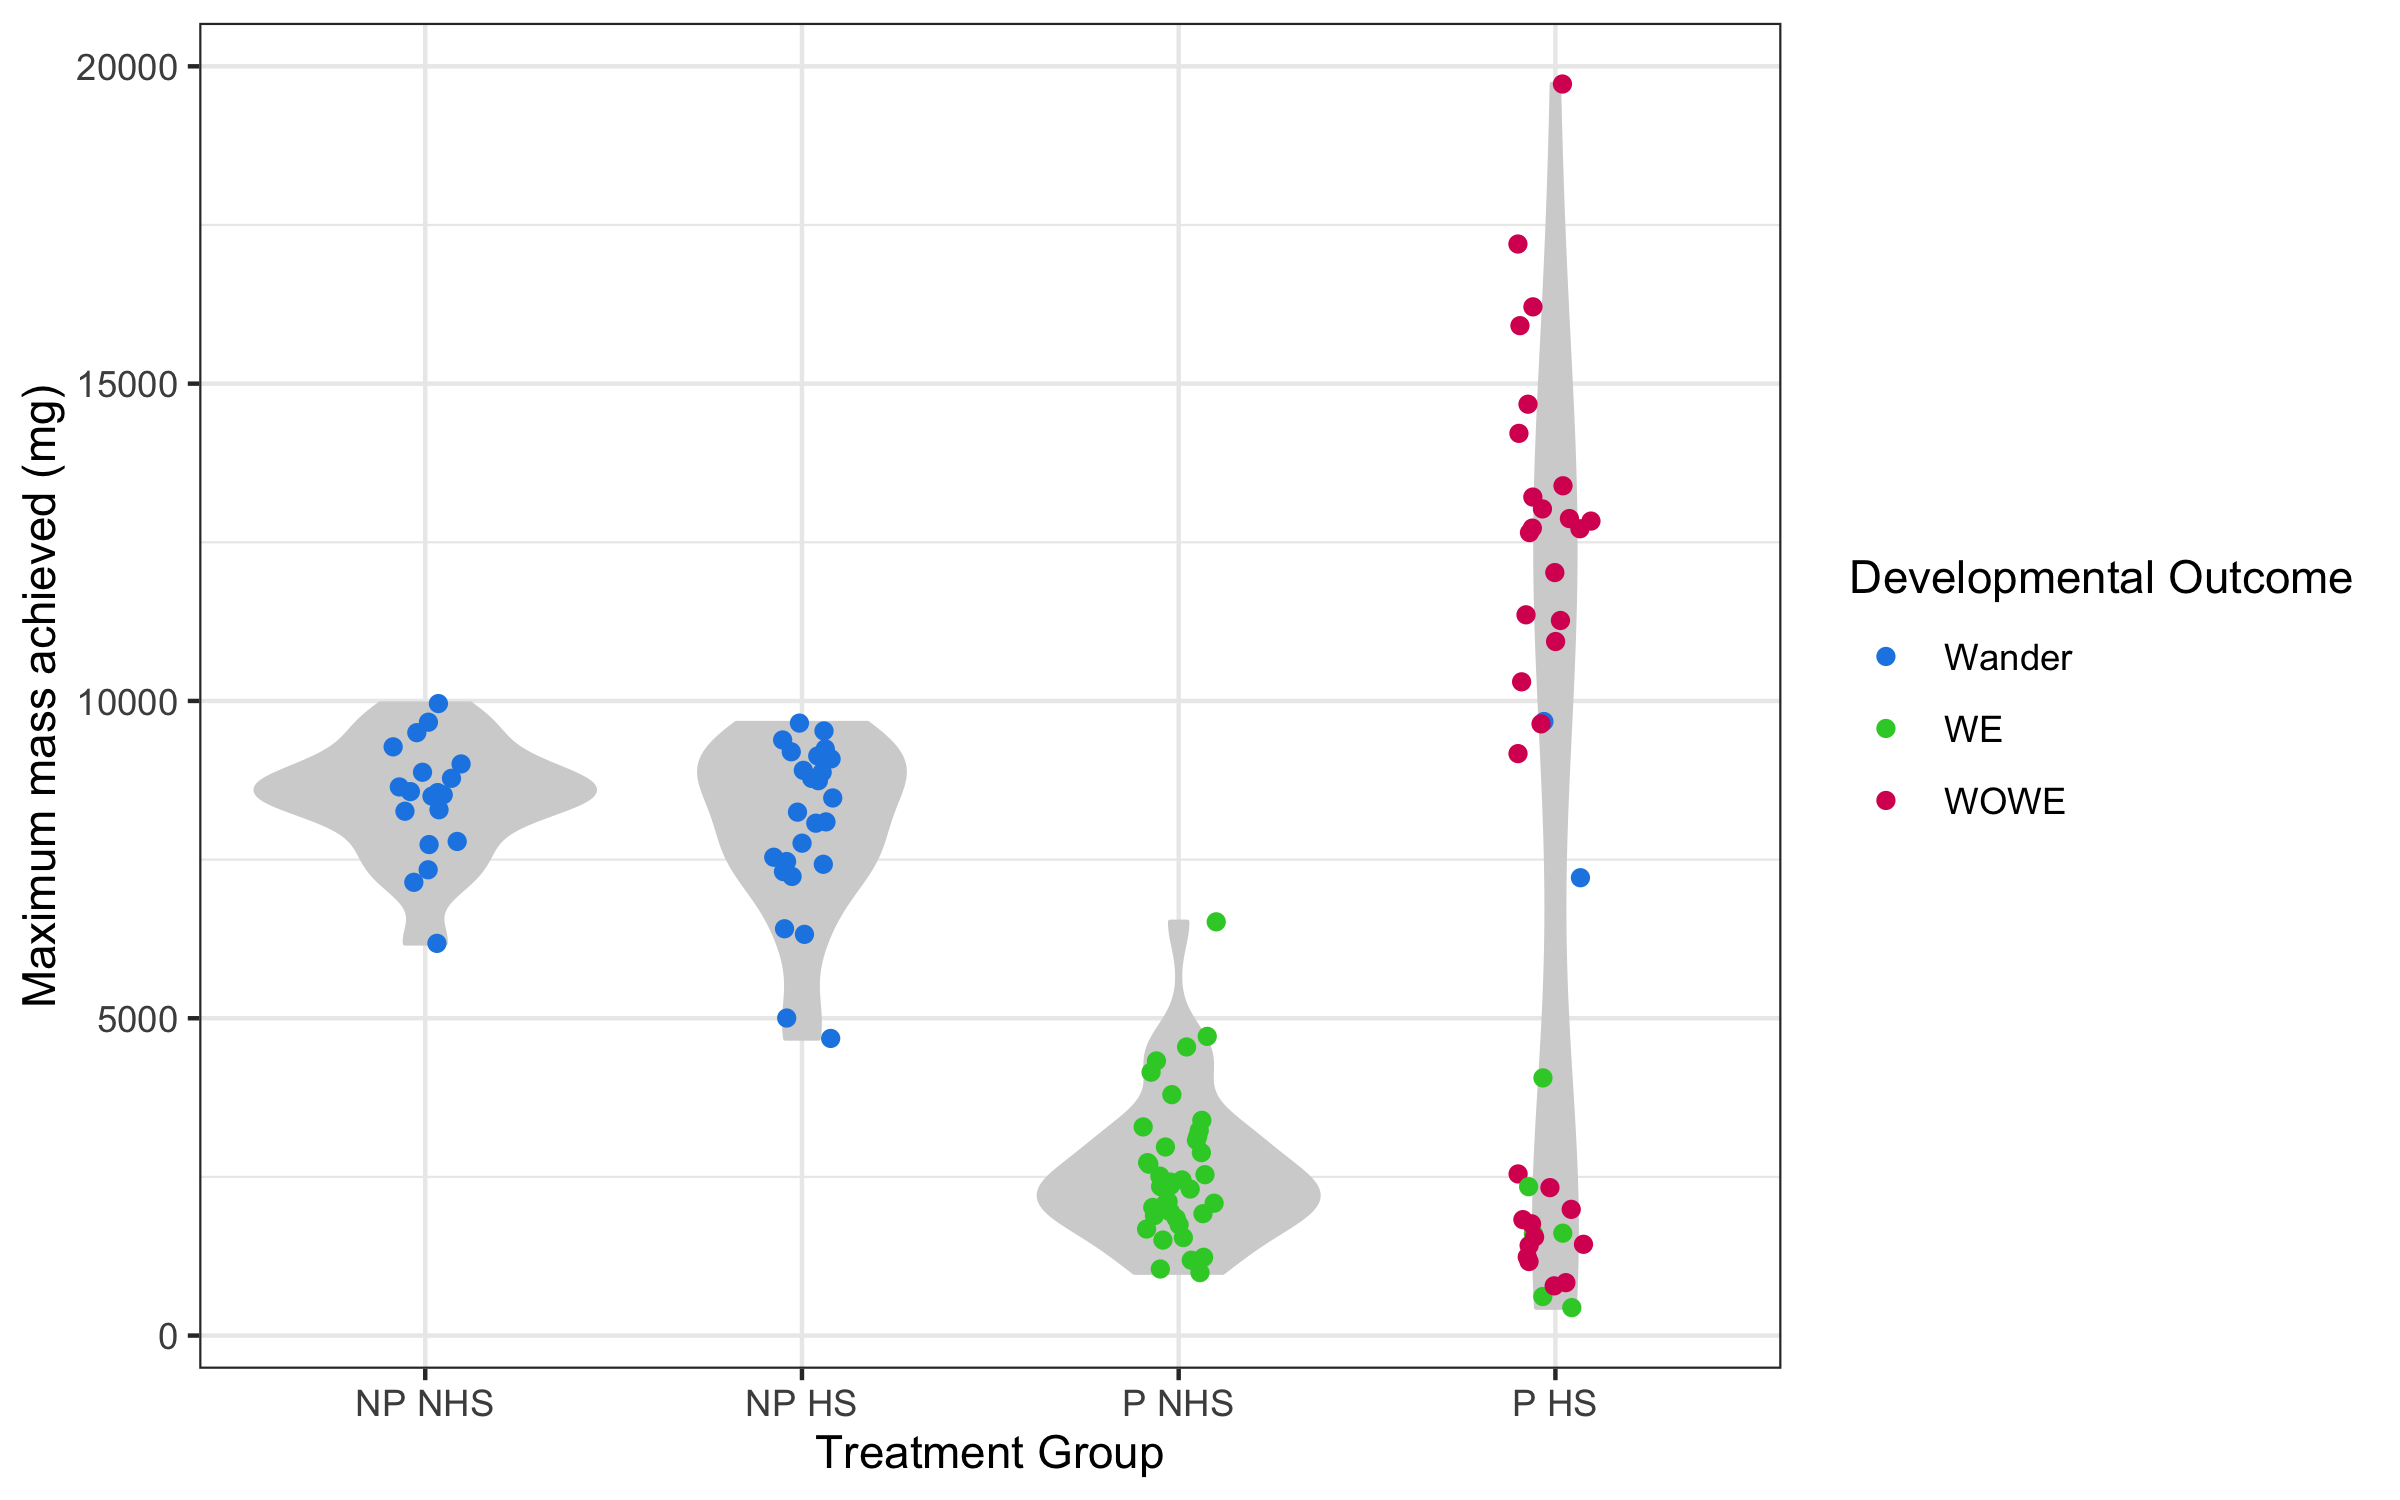 Maximum mass achieved (mg)
20000
15000
10000
5000
0
NP NHS
NP HS
P NHS
P HS
Treatment Group
Developmental Outcome
Wander
WE
WOWE